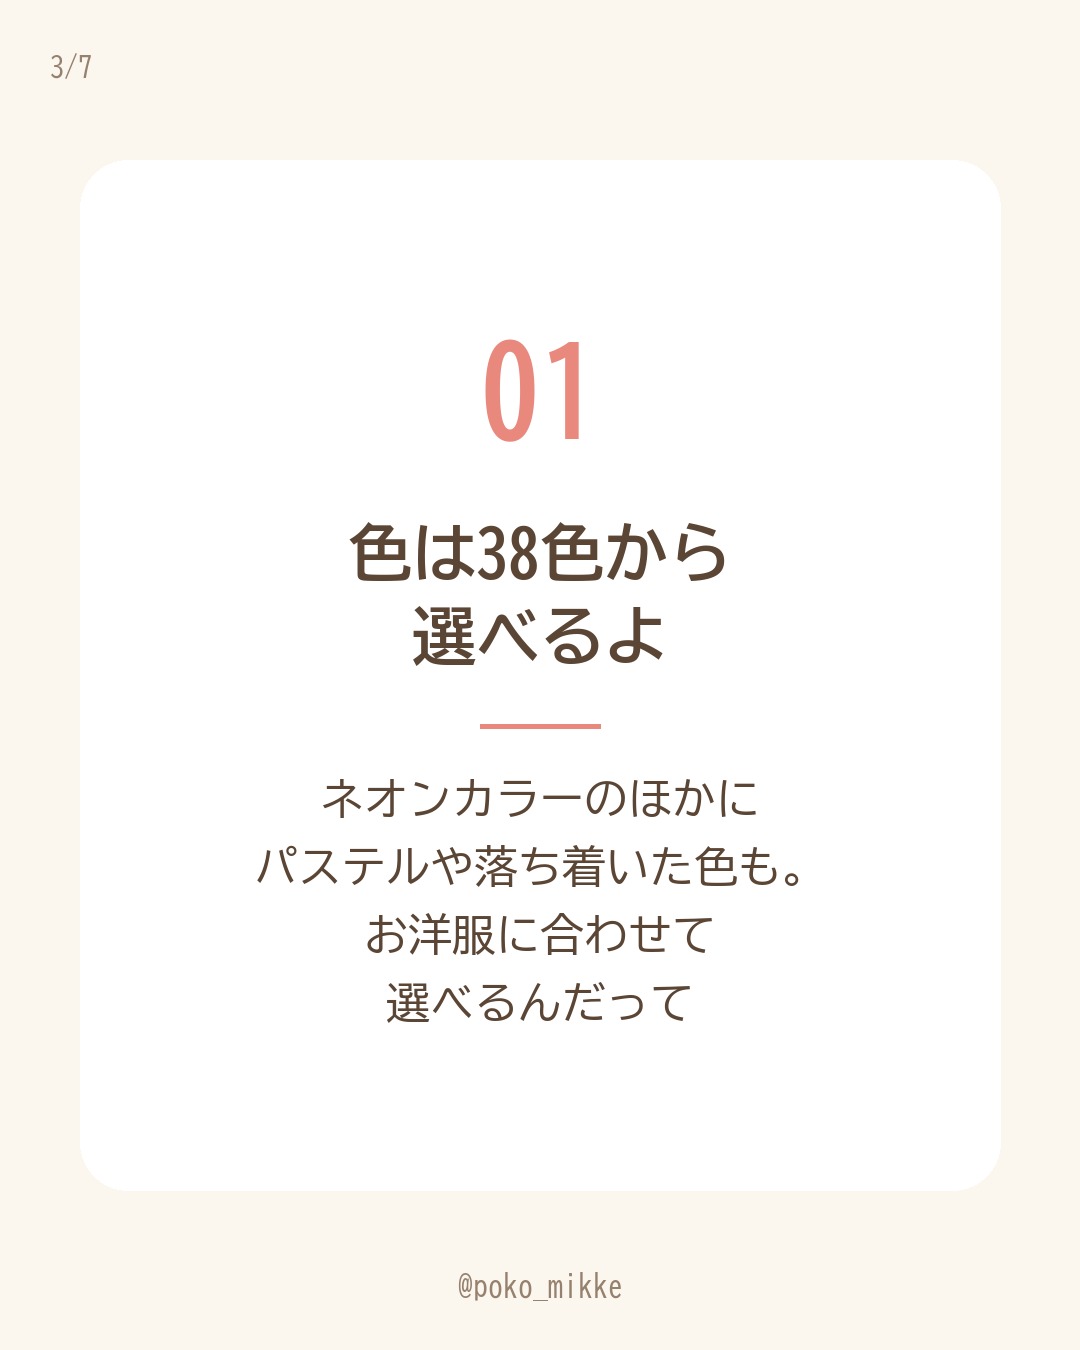 3/7
01
色は38色から
選べるよ
ネオンカラーのほかに
パステルや落ち着いた色も。
お洋服に合わせて
選べるんだって
@poko_mikke